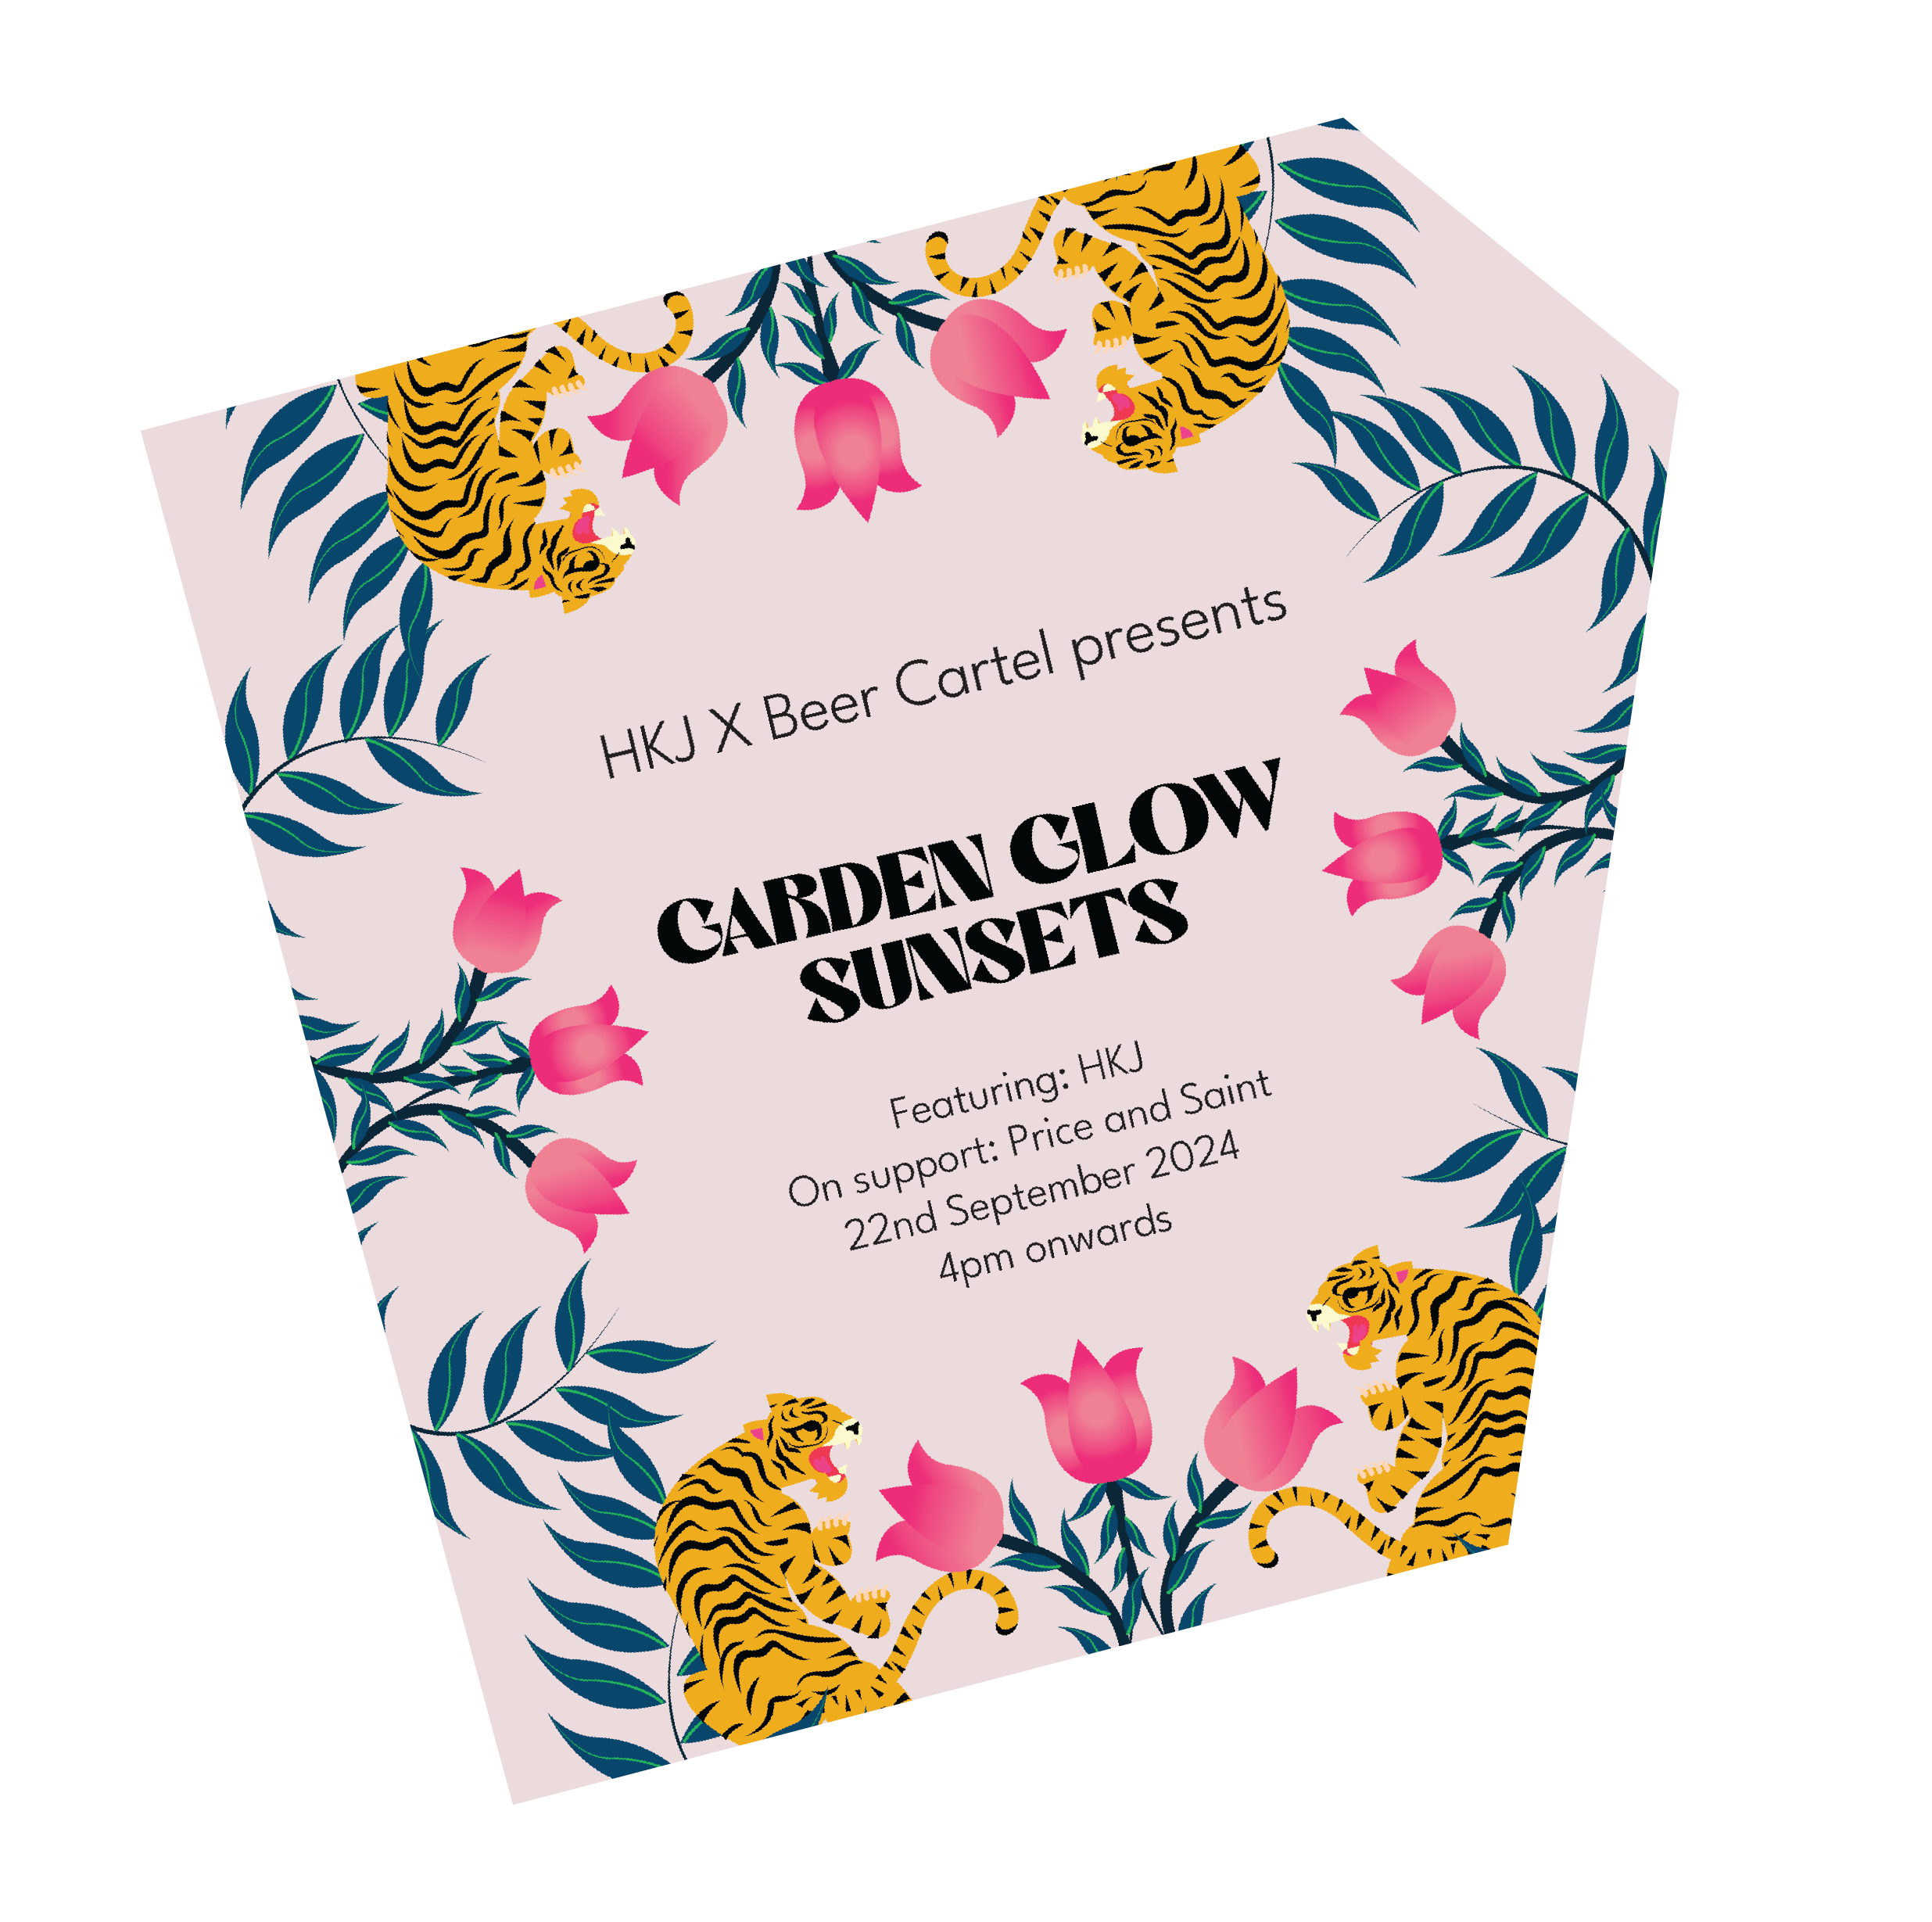 HKJ X Beer Cartel presents
GARDEN GLOW
SUNSETS
Featuring: HKJ
On support: Price and Saint
22nd September 2024
4pm onwards